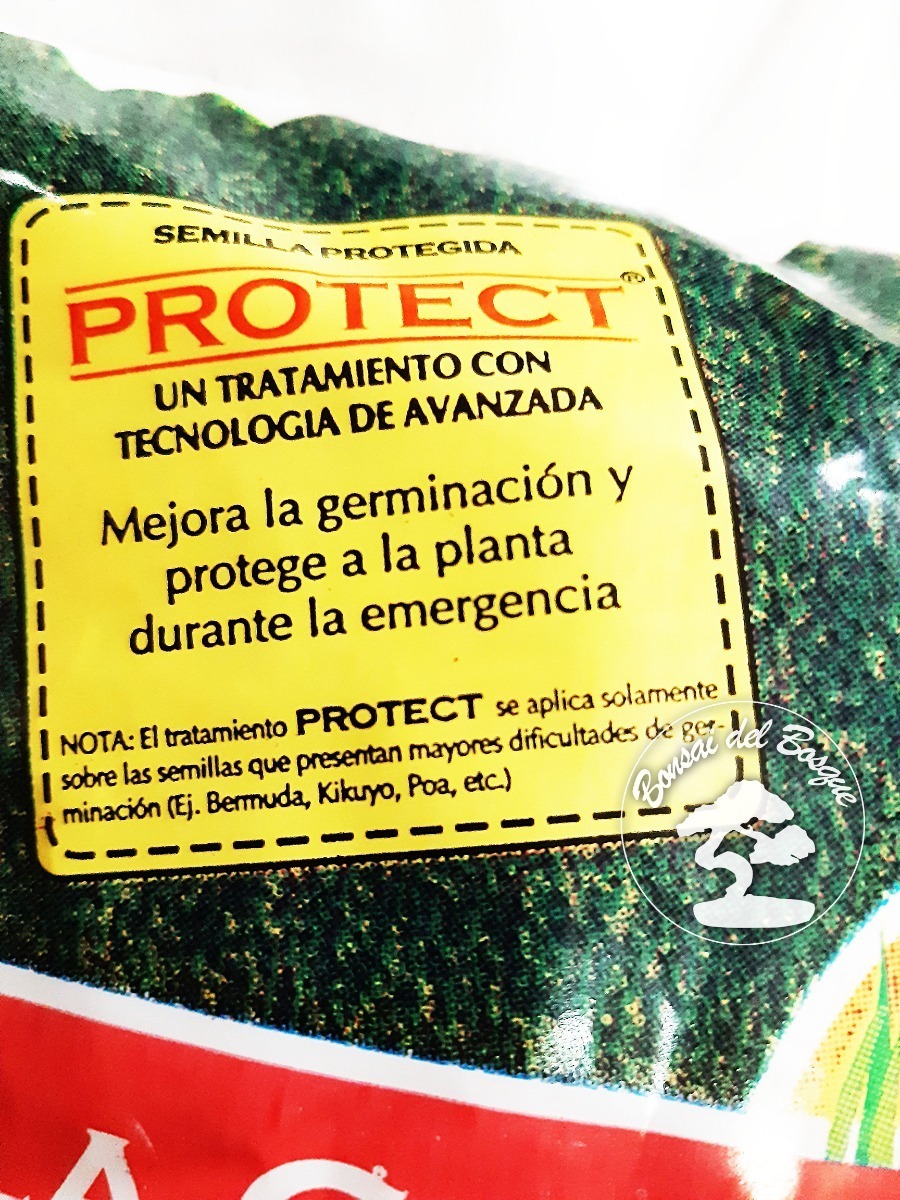 SEMILLA PROTEGIDA
PROTECT®
UN TRATAMIENTO CON
TECNOLOGIA DE AVANZADA
Mejora la germinación y
protege a la planta
durante la emergencia
NOTA: El tratamiento PROTECT se aplica solamente
sobre las semillas que presentan mayores dificultades de ger-
minación (Ej. Bermuda, Kikuyo, Poa, etc.)
Bonsai del Bosque